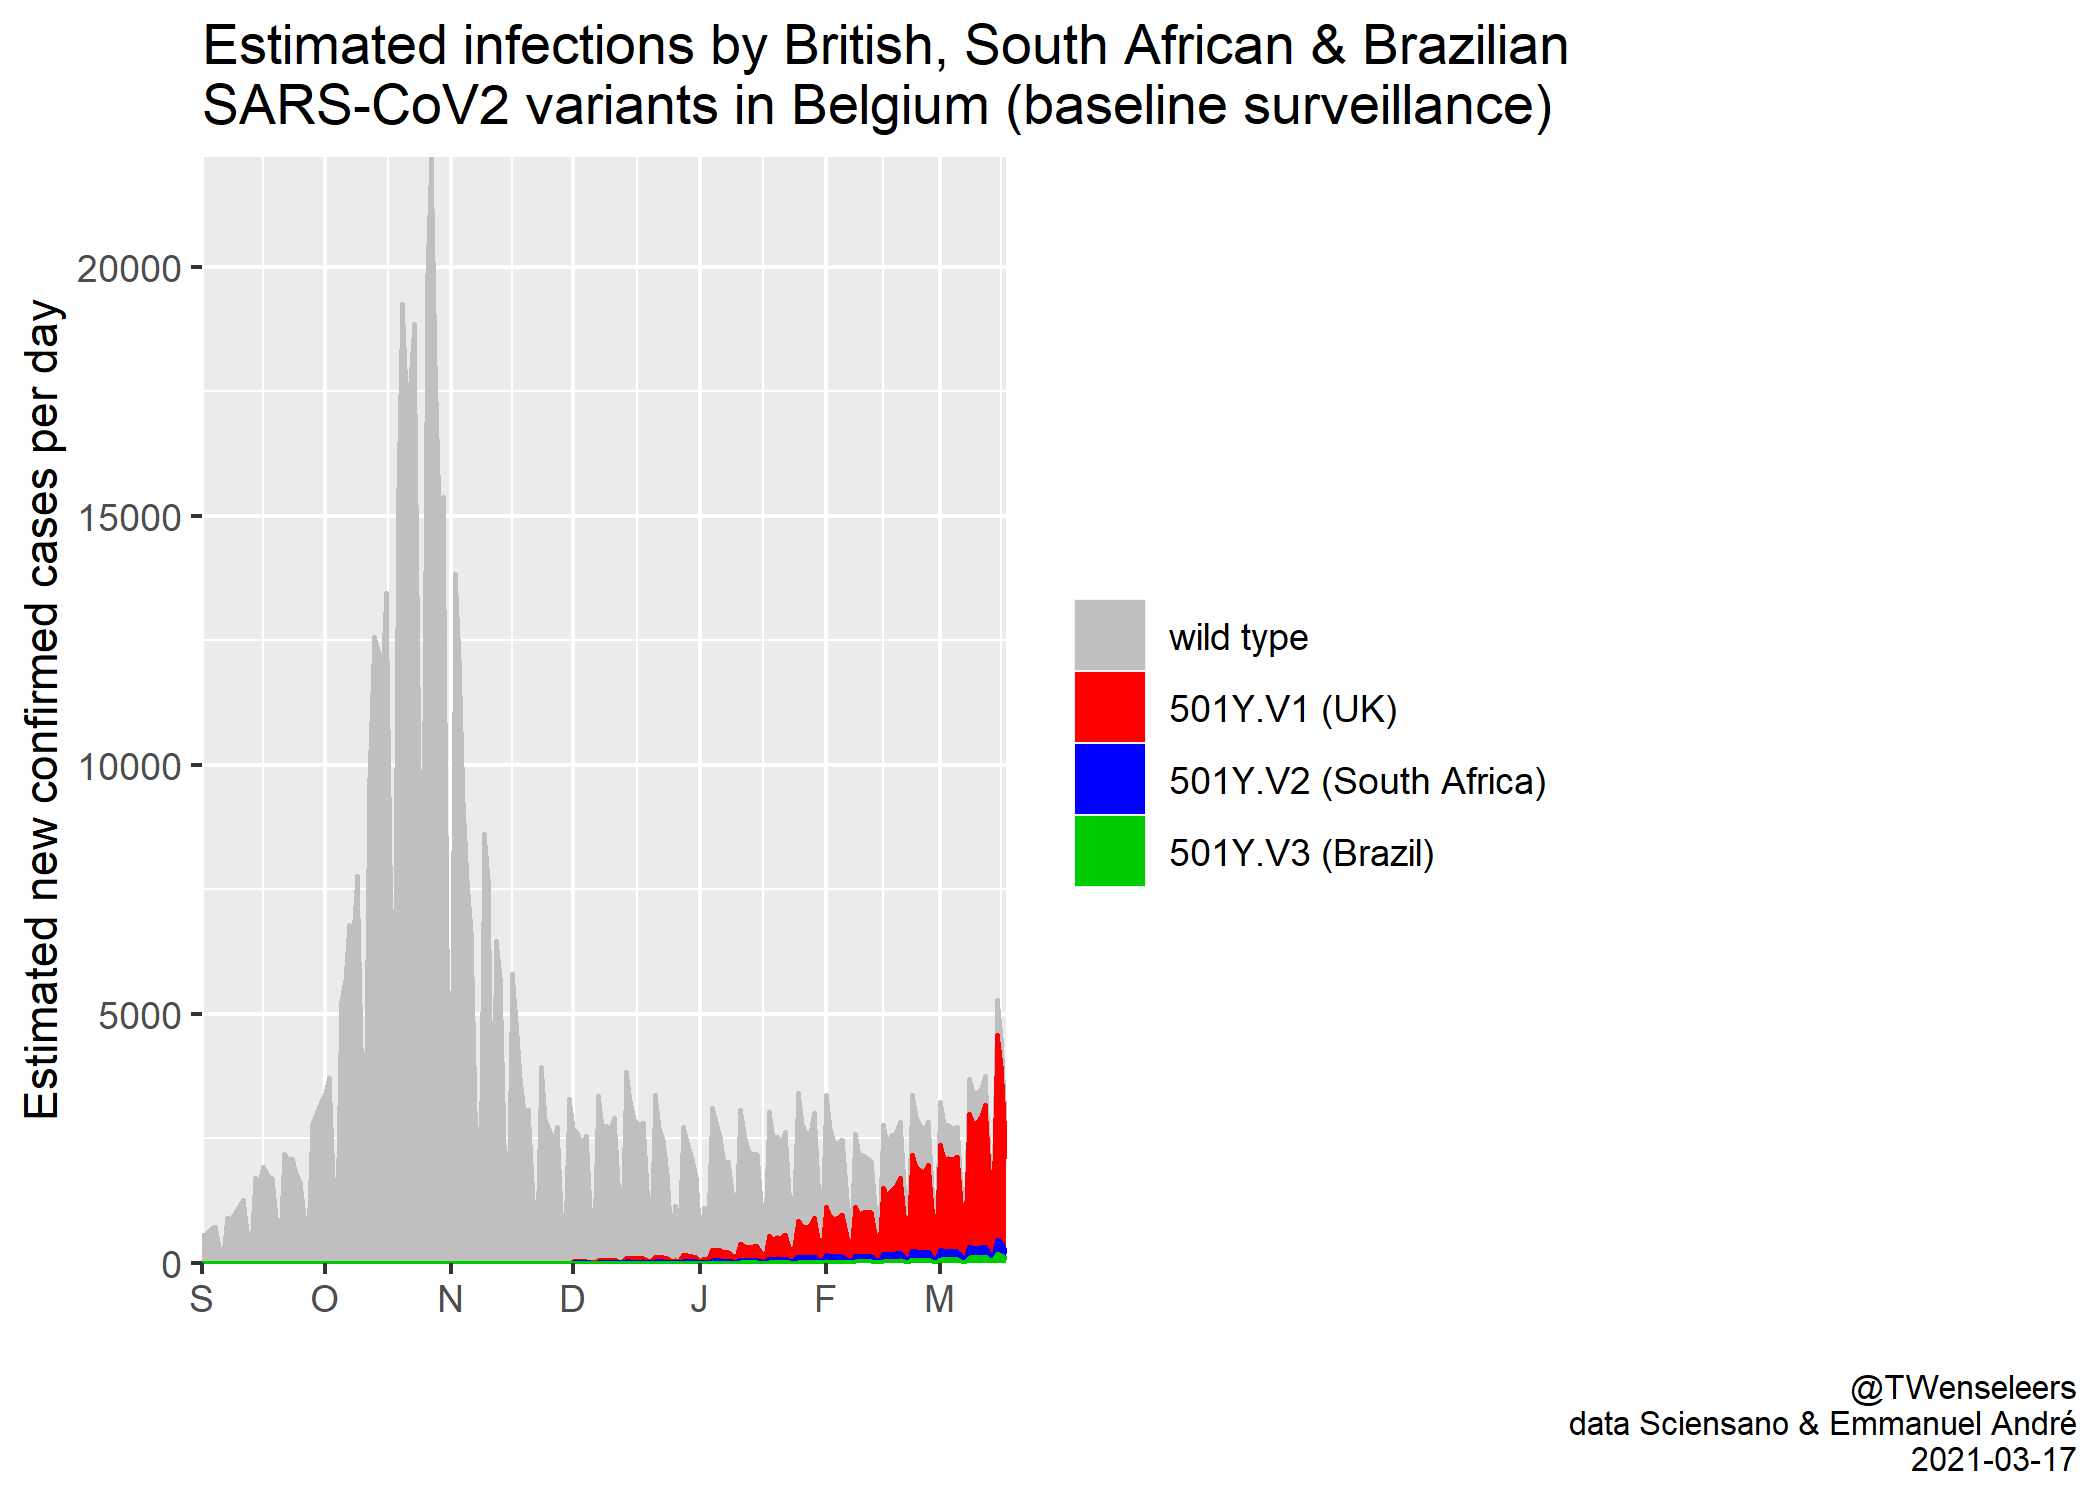 Estimated infections by British, South African & Brazilian
SARS-CoV2 variants in Belgium (baseline surveillance)
Estimated new confirmed cases per day
20000
15000
10000
5000
0
S O N D J F M
wild type
501Y.V1 (UK)
501Y.V2 (South Africa)
501Y.V3 (Brazil)
@TWenseleers
data Sciensano & Emmanuel André
2021-03-17